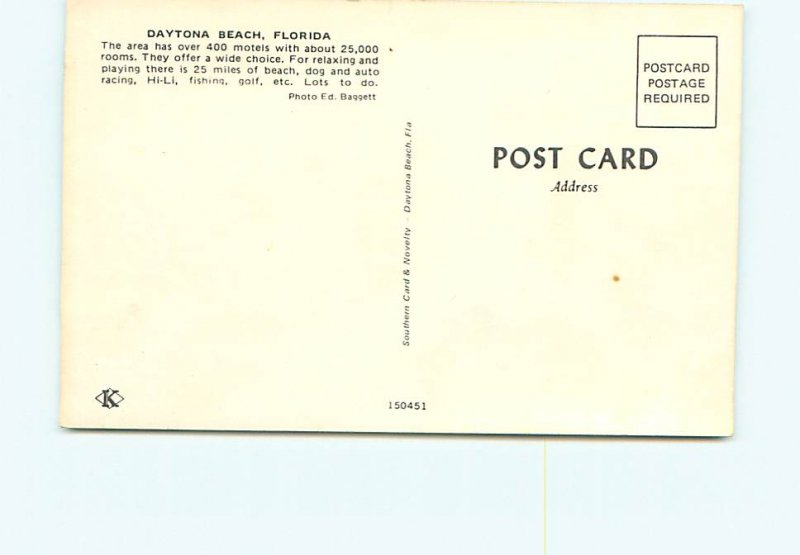 DAYTONA BEACH, FLORIDA
The area has over 400 motels with about 25,000
rooms. They offer a wide choice. For relaxing and
playing there is 25 miles of beach, dog and auto
racing, Hi-Li, fishing, golf, etc. Lots to do.
Photo Ed. Baggett
Southern Card & Novelty - Daytona Beach, Fla
POSTCARD
POSTAGE
REQUIRED
POST CARD
Address
K
150451